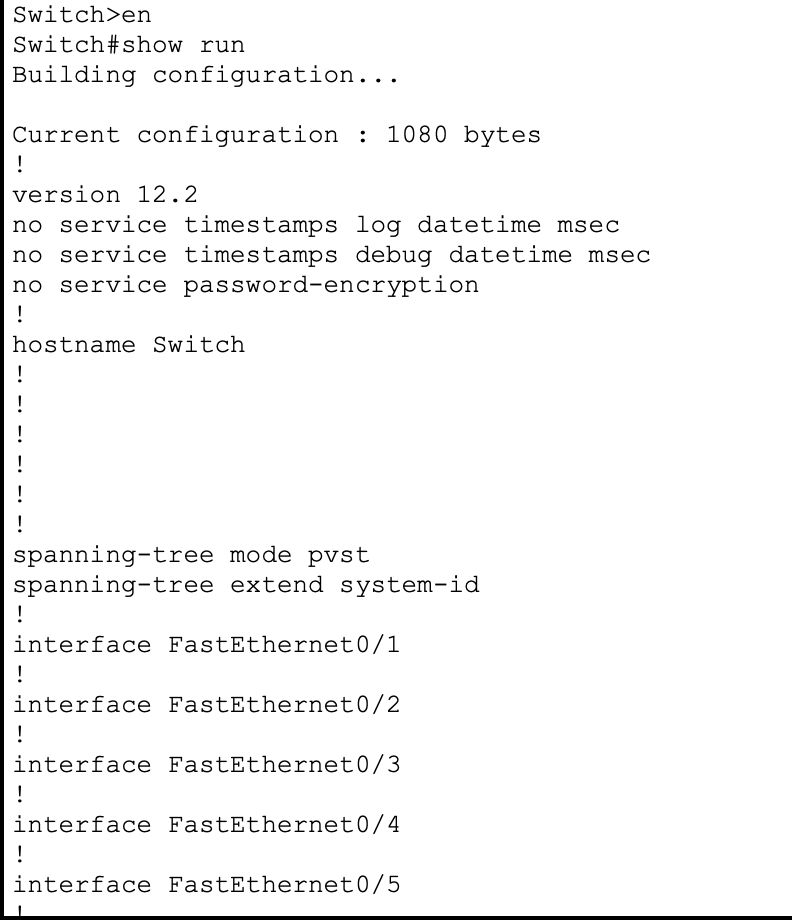 Switch>en
Switch#show run
Building configuration...
Current configuration : 1080 bytes
!
version 12.2
no service timestamps log datetime msec
no service timestamps debug datetime msec
no service password-encryption
!
hostname Switch
!
!
!
!
!
!
spanning-tree mode pvst
spanning-tree extend system-id
!
interface FastEthernet0/1
!
interface FastEthernet0/2
!
interface FastEthernet0/3
!
interface FastEthernet0/4
!
interface FastEthernet0/5
!